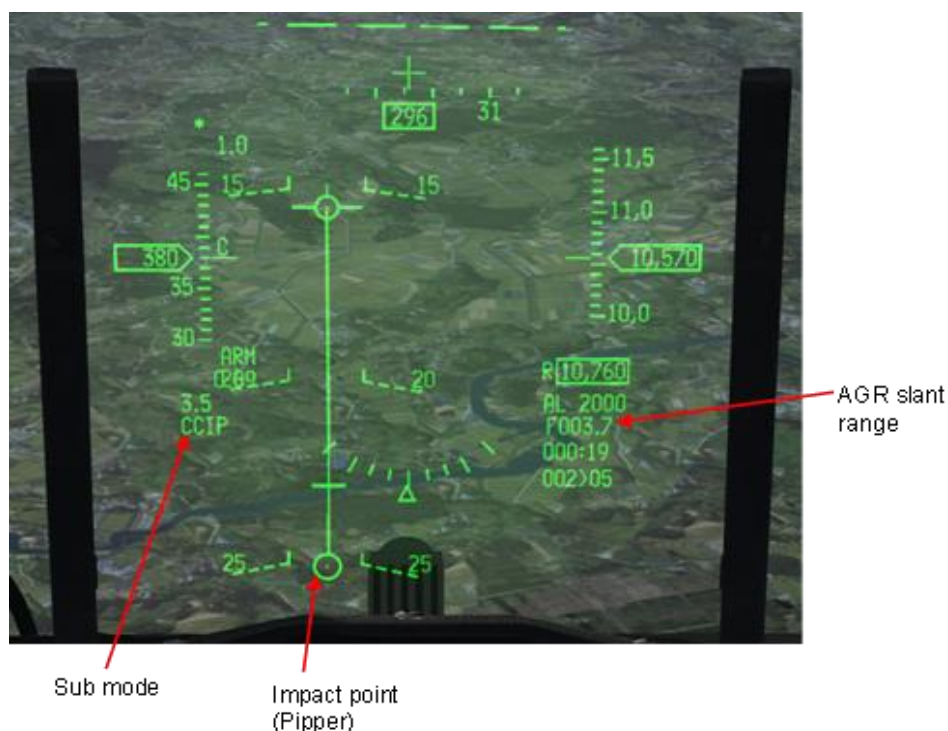 31
296
1.0
11,5
45
15
15
11,0
380
C
10,570
35
30
10,0
ARM
R 10,760
20
AL 2000
3.5
F003.7
CCIP
000:19
002>05
25
25
AGR slant
range
Sub mode
Impact point
(Pipper)